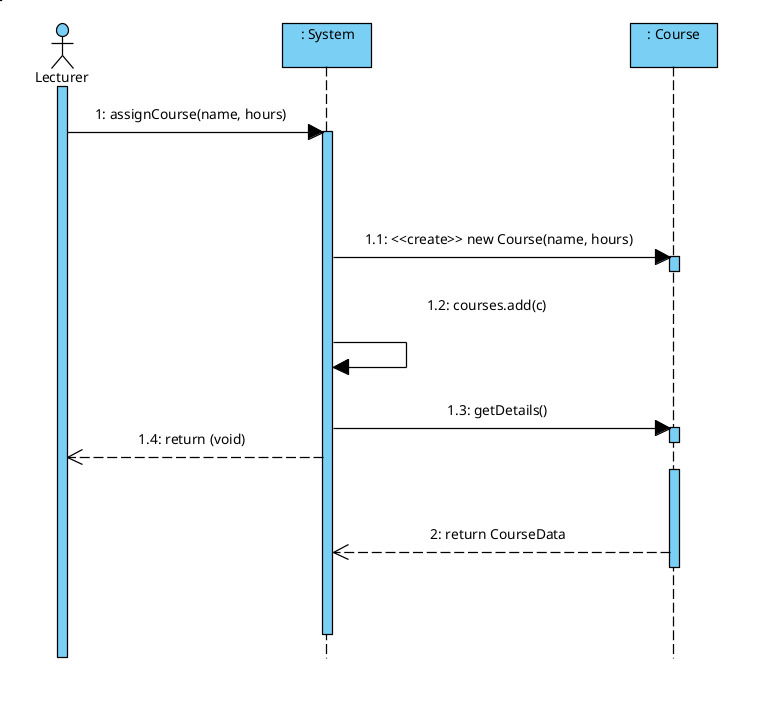 Lecturer
: System
: Course
1: assignCourse(name, hours)
1.1: <<create>> new Course(name, hours)
1.2: courses.add(c)
1.3: getDetails()
1.4: return (void)
2: return CourseData